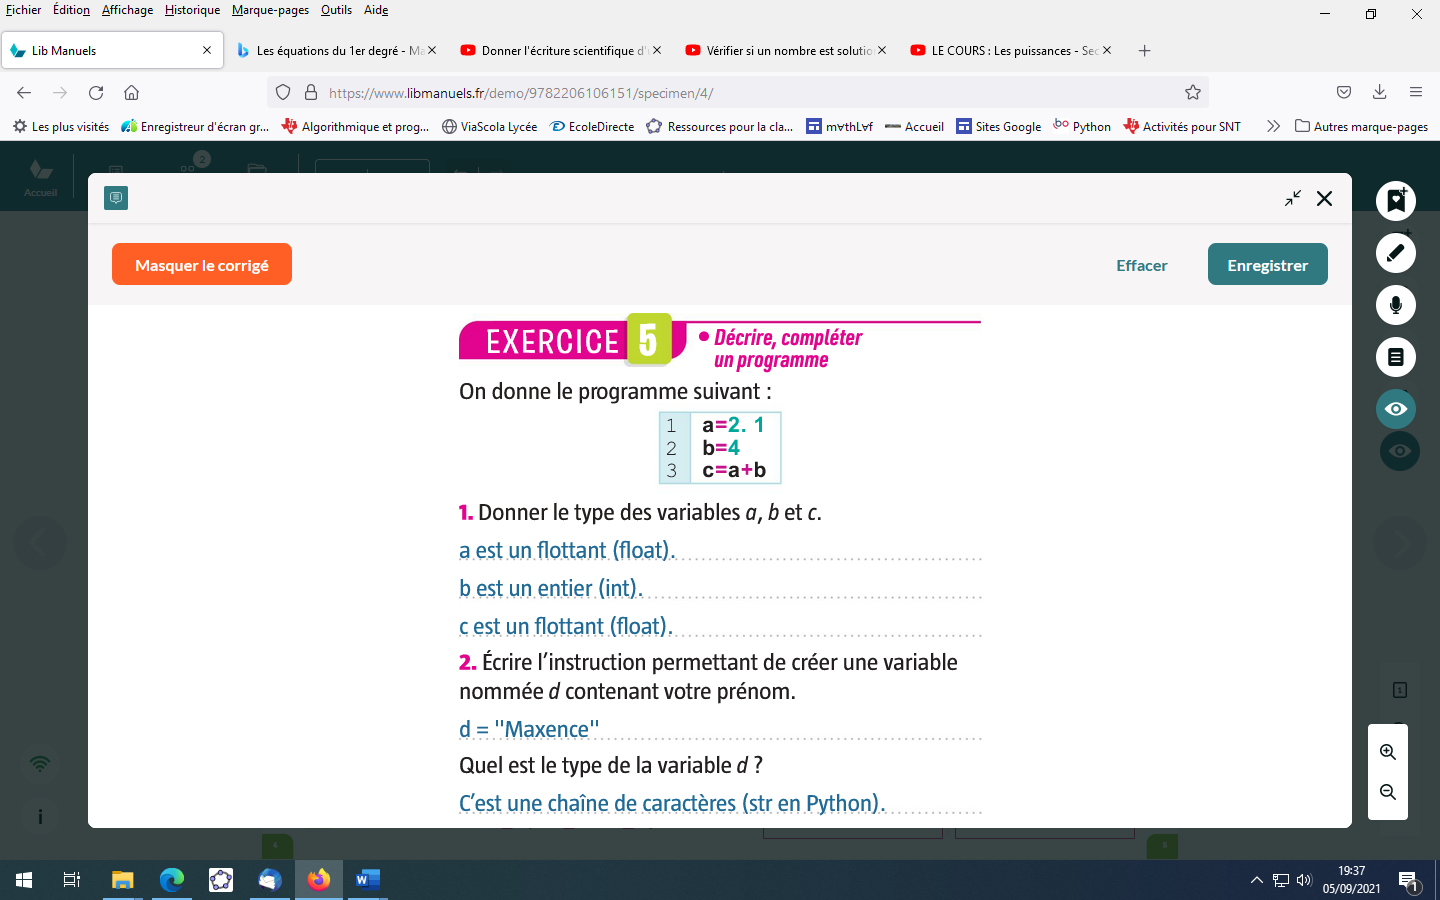 Fichier Édition Affichage Historique Marque-pages Outils Aide
Lib Manuels
Les équations du 1er degré - Ma
Donner l'écriture scientifique d'
Vérifier si un nombre est solutio
LE COURS : Les puissances - Sec
https://www.libmanuels.fr/demo/9782206106151/specimen/4/
Les plus visités Enregistreur d'écran gr... Algorithmique et prog... ViaScola Lycée EcoleDirecte Ressources pour la cla... m∀thL∀f Accueil Sites Google Python Activités pour SNT Autres marque-pages
2
Accueil
Masquer le corrigé
Effacer
Enregistrer
EXERCICE 5
• Décrire, compléter
un programme
On donne le programme suivant :
1 a=2. 1
2 b=4
3 c=a+b
1. Donner le type des variables a, b et c.
a est un flottant (float).
b est un entier (int).
c est un flottant (float).
2. Écrire l'instruction permettant de créer une variable
nommée d contenant votre prénom.
d = "Maxence"
Quel est le type de la variable d ?
C'est une chaîne de caractères (str en Python).
4
19:37
05/09/2021
1